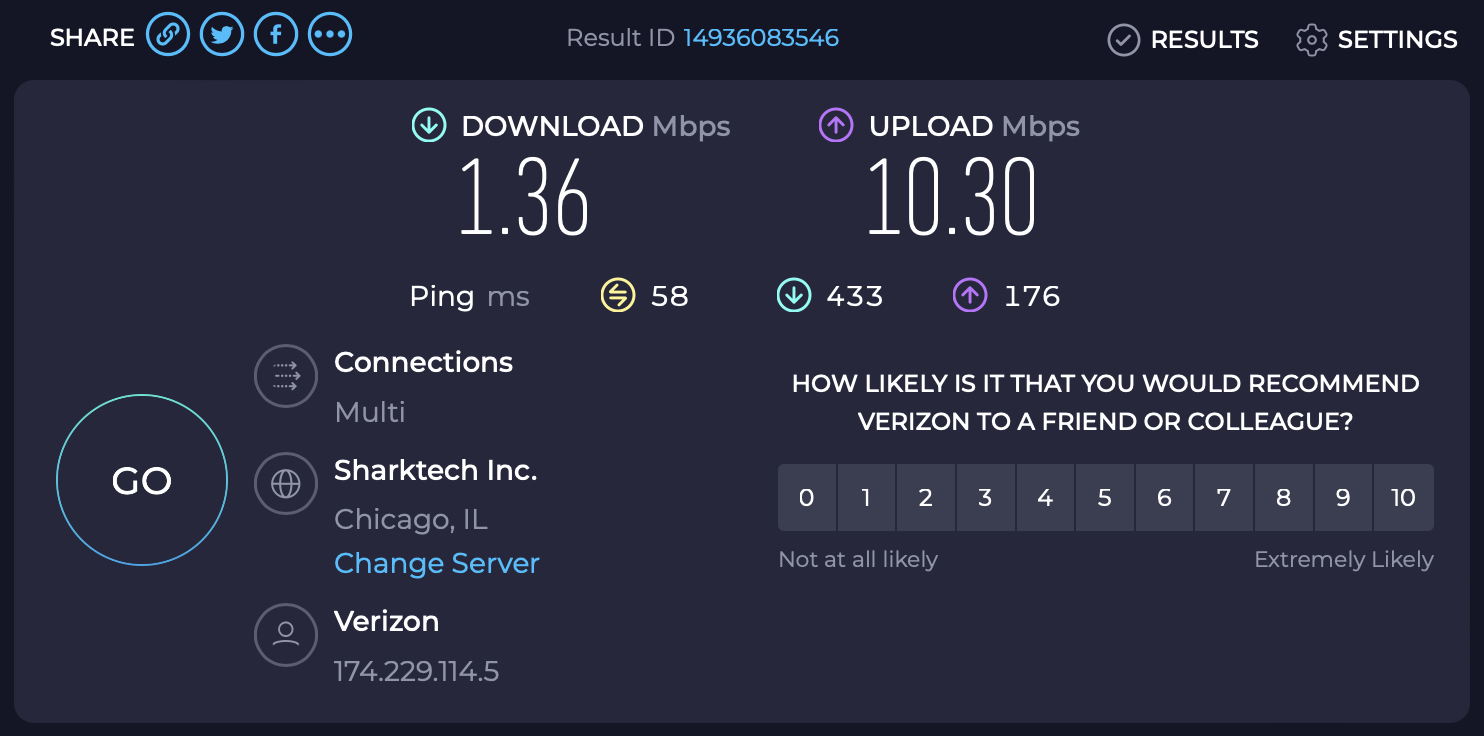 SHARE
Result ID 14936083546
RESULTS
SETTINGS
DOWNLOAD Mbps
1.36
UPLOAD Mbps
10.30
Ping ms
58
433
176
GO
Connections
Multi
Sharktech Inc.
Chicago, IL
Change Server
Verizon
174.229.114.5
HOW LIKELY IS IT THAT YOU WOULD RECOMMEND
VERIZON TO A FRIEND OR COLLEAGUE?
0 1 2 3 4 5 6 7 8 9 10
Not at all likely
Extremely Likely